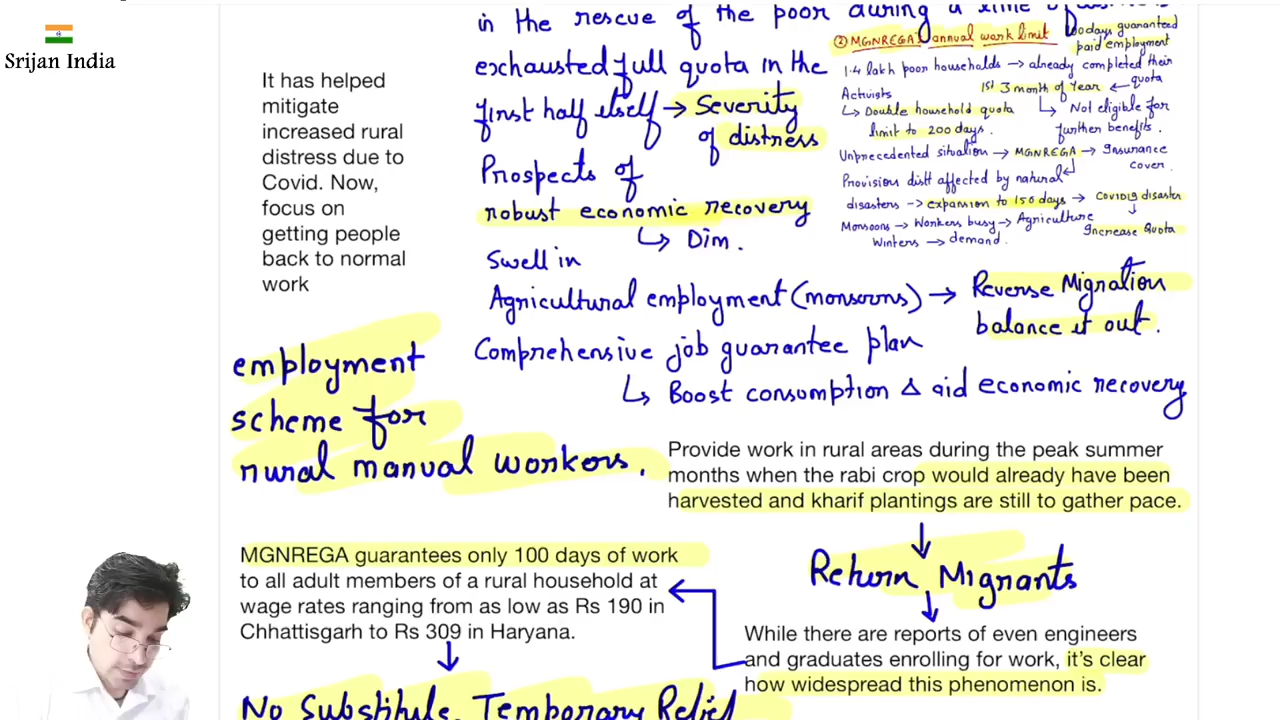 Srijan India
It has helped
mitigate
increased rural
distress due to
Covid. Now,
focus on
getting people
back to normal
work
in the rescue of the poor during a time of
exhausted full quota in the
first half itself → Severity
of distress
Prospects of
robust economic recovery
↳ Dim.
Swell in
Agricultural employment (monsoons) → Reverse Migration
balance it out.
Comprehensive job guarantee plan
↳ Boost consumption & aid economic recovery
② MGNREGA annual work limit
100 days guaranteed
paid employment
1.4 lakh poor households → already completed their
quota
1st 3 month of Year ←
Activists
↳ Double household quota
limit to 200 days.
↳ Not eligible for
further benefits.
Unprecedented situation → MGNREGA → Insurance
cover.
Provisions distt affected by natural
disasters → expansion to 150 days → COVID19 disaster
↓
Increase Quota
Monsoons → Workers busy → Agriculture
Winters → demand.
employment
scheme for
rural manual workers.
Provide work in rural areas during the peak summer
months when the rabi crop would already have been
harvested and kharif plantings are still to gather pace.
↓
Return Migrants
↓
While there are reports of even engineers
and graduates enrolling for work, it's clear
how widespread this phenomenon is.
MGNREGA guarantees only 100 days of work
to all adult members of a rural household at
wage rates ranging from as low as Rs 190 in
Chhattisgarh to Rs 309 in Haryana.
↓
No Substitute, Temporary Relief